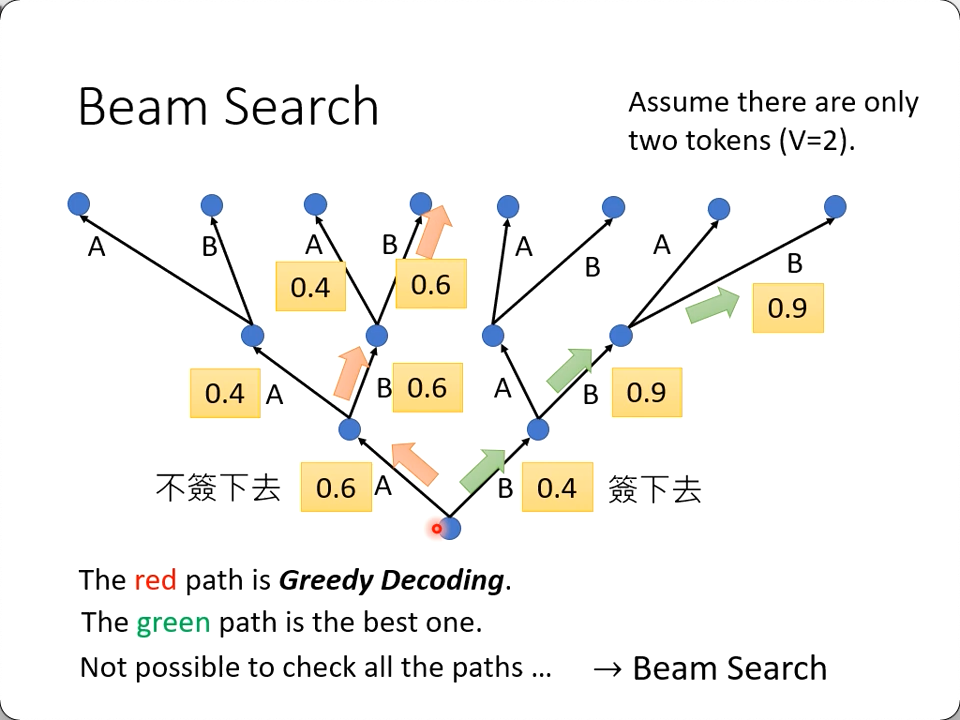 Beam Search
Assume there are only
two tokens (V=2).
A
B
A
B
A
B
A
B
0.4
0.6
0.9
0.4
A
B
0.6
A
B
0.9
不簽下去
0.6
A
B
0.4
簽下去
The red path is Greedy Decoding.
The green path is the best one.
Not possible to check all the paths …
→ Beam Search